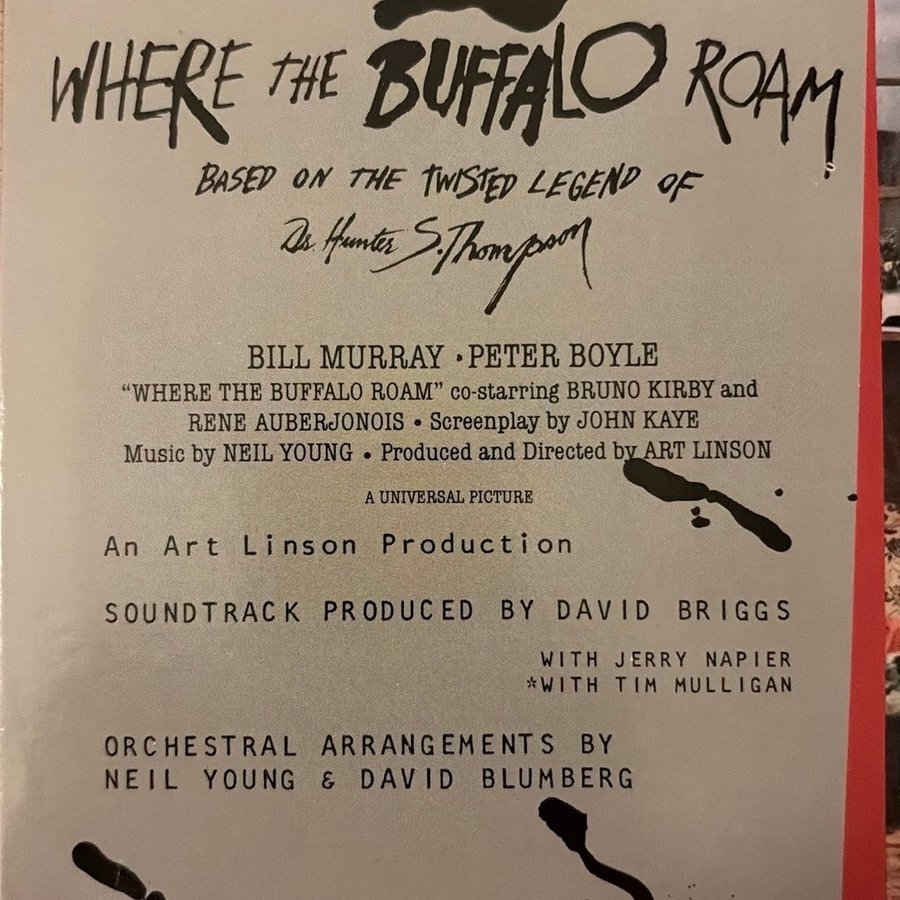 WHERE THE BUFFALO ROAM
BASED ON THE TWISTED LEGEND OF
Dr. Hunter S. Thompson
BILL MURRAY • PETER BOYLE
“WHERE THE BUFFALO ROAM” co-starring BRUNO KIRBY and
RENE AUBERJONOIS • Screenplay by JOHN KAYE
Music by NEIL YOUNG • Produced and Directed by ART LINSON
A UNIVERSAL PICTURE
An Art Linson Production
SOUNDTRACK PRODUCED BY DAVID BRIGGS
WITH JERRY NAPIER
*WITH TIM MULLIGAN
ORCHESTRAL ARRANGEMENTS BY
NEIL YOUNG & DAVID BLUMBERG